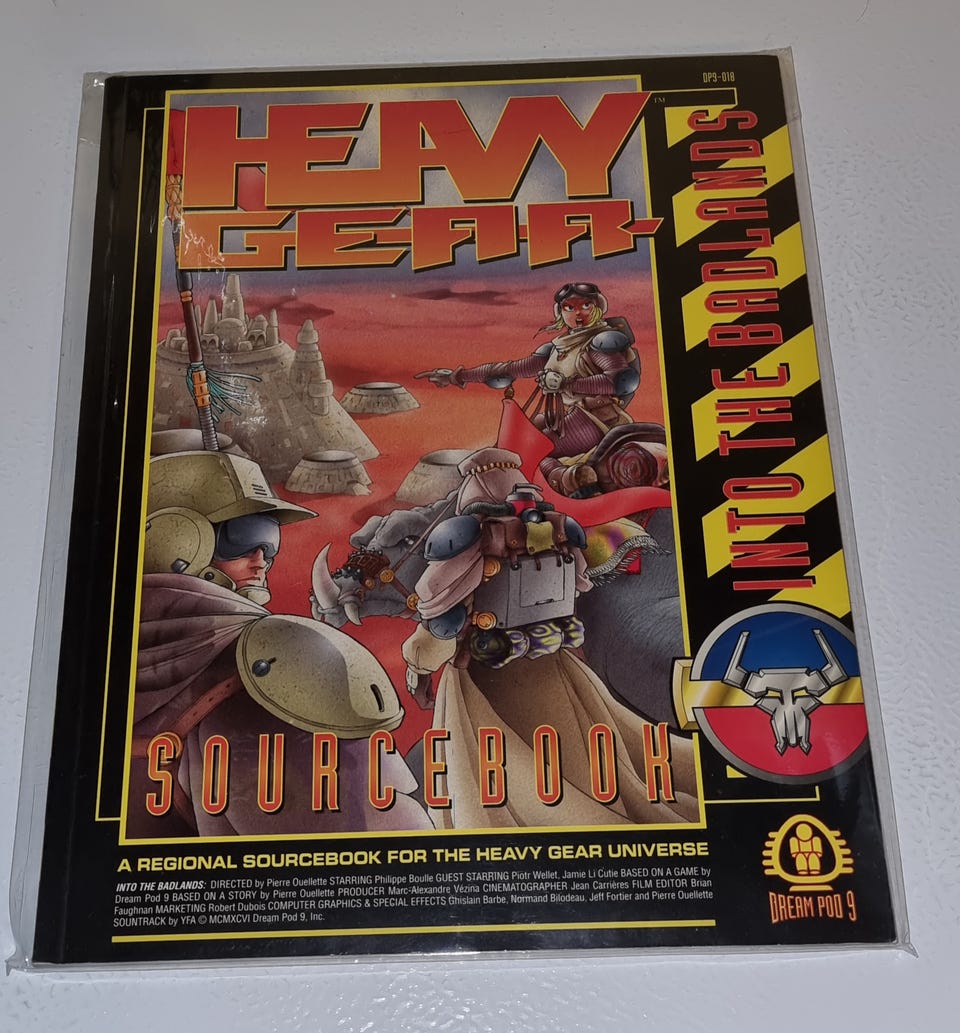 DP9-018
HEAVY
GEAR
TM
INTO THE BADLANDS
SOURCEBOOK
A REGIONAL SOURCEBOOK FOR THE HEAVY GEAR UNIVERSE
INTO THE BADLANDS: DIRECTED by Pierre Ouellette STARRING Philippe Boulle GUEST STARRING Piotr Wellet, Jamie Li Cutie BASED ON A GAME by
Dream Pod 9 BASED ON A STORY by Pierre Ouellette PRODUCER Marc-Alexandre Vézina CINEMATOGRAPHER Jean Carrières FILM EDITOR Brian
Faughnan MARKETING Robert Dubois COMPUTER GRAPHICS & SPECIAL EFFECTS Ghislain Barbe, Normand Bilodeau, Jeff Fortier and Pierre Ouellette
SOUNTRACK by YFA © MCMXCVI Dream Pod 9, Inc.
DREAM POD 9